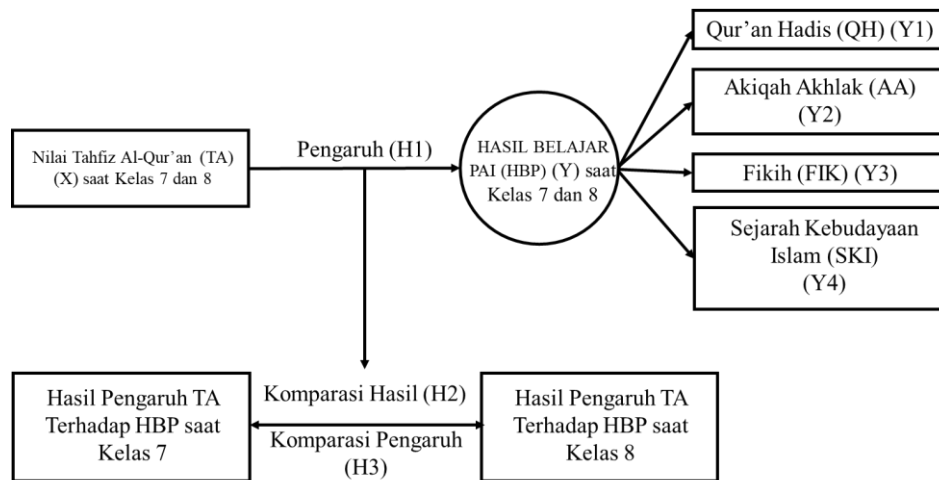 Nilai Tahfiz Al-Qur’an (TA)
(X) saat Kelas 7 dan 8
Pengaruh (H1)
HASIL BELAJAR
PAI (HBP) (Y) saat
Kelas 7 dan 8
Qur’an Hadis (QH) (Y1)
Akiqah Akhlak (AA)
(Y2)
Fikih (FIK) (Y3)
Sejarah Kebudayaan
Islam (SKI)
(Y4)
Hasil Pengaruh TA
Terhadap HBP saat
Kelas 7
Komparasi Hasil (H2)
Komparasi Pengaruh
(H3)
Hasil Pengaruh TA
Terhadap HBP saat
Kelas 8